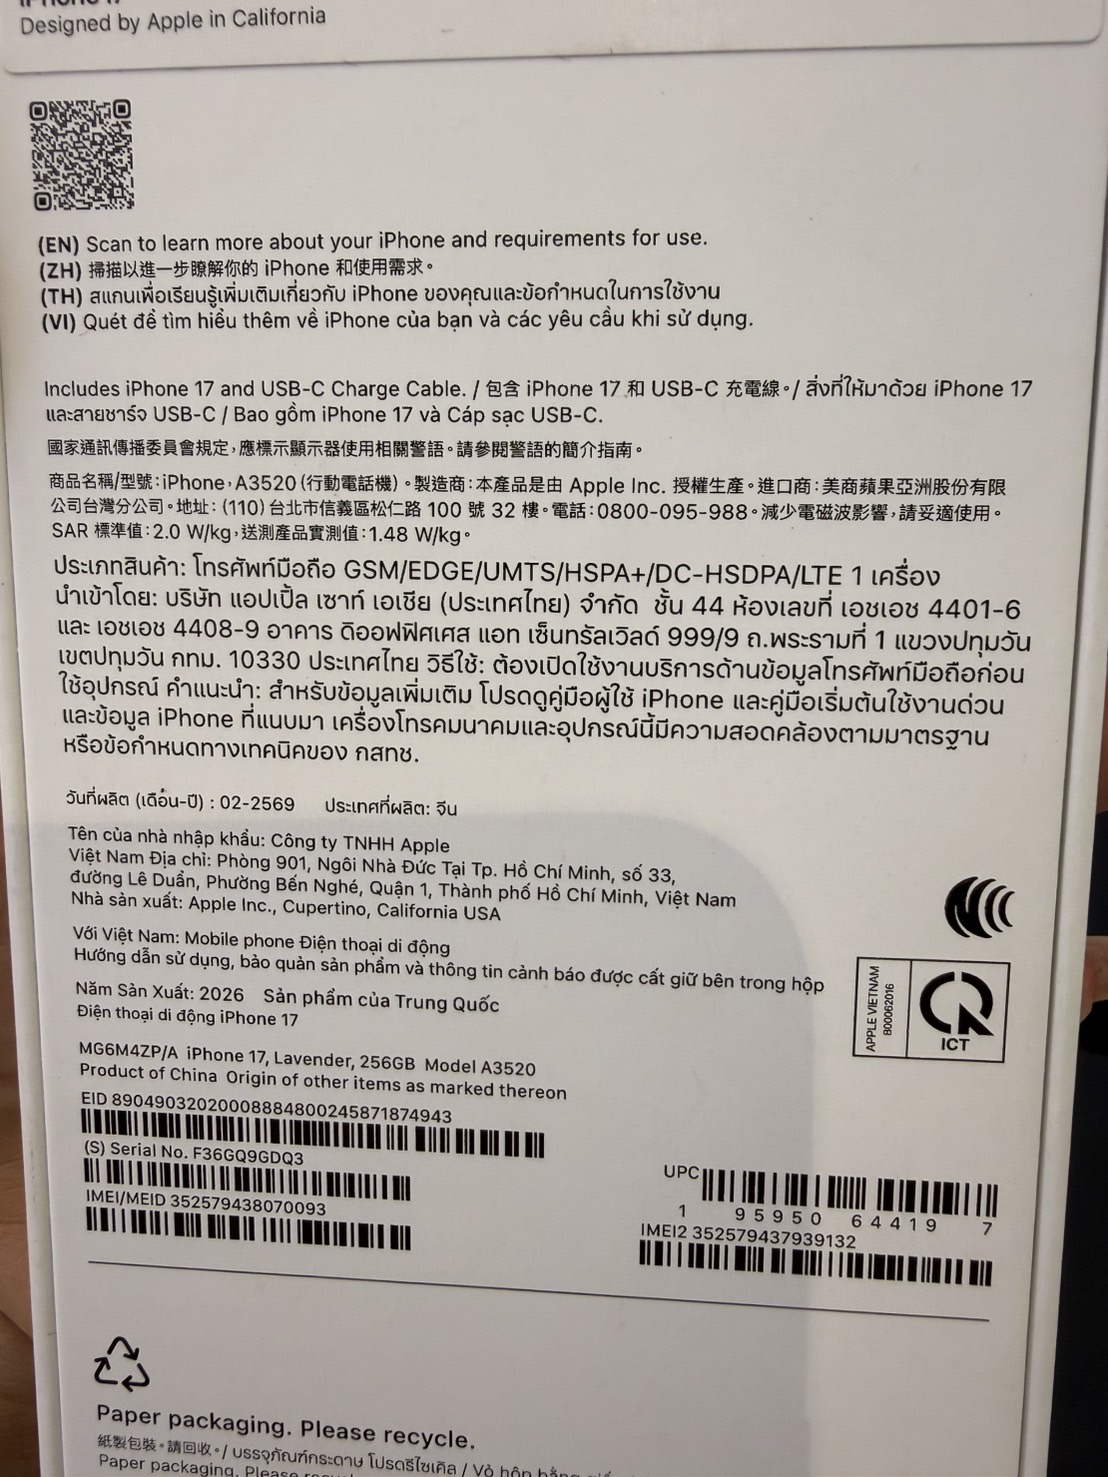 iPhone 17
Designed by Apple in California
(EN) Scan to learn more about your iPhone and requirements for use.
(ZH) 掃描以進一步瞭解你的 iPhone 和使用需求。
(TH) สแกนเพื่อเรียนรู้เพิ่มเติมเกี่ยวกับ iPhone ของคุณและข้อกำหนดในการใช้งาน
(VI) Quét để tìm hiểu thêm về iPhone của bạn và các yêu cầu khi sử dụng.
Includes iPhone 17 and USB-C Charge Cable. / 包含 iPhone 17 和 USB-C 充電線。/ สิ่งที่ให้มาด้วย iPhone 17
และสายชาร์จ USB-C / Bao gồm iPhone 17 và Cáp sạc USB-C.
國家通訊傳播委員會規定，應標示顯示器使用相關警語。請參閱警語的簡介指南。
商品名稱/型號：iPhone，A3520（行動電話機）。製造商：本產品是由 Apple Inc. 授權生產。進口商：美商蘋果亞洲股份有限
公司台灣分公司。地址：（110）台北市信義區松仁路 100 號 32 樓。電話：0800-095-988。減少電磁波影響，請妥適使用。
SAR 標準值：2.0 W/kg，送測產品實測值：1.48 W/kg。
ประเภทสินค้า: โทรศัพท์มือถือ GSM/EDGE/UMTS/HSPA+/DC-HSDPA/LTE 1 เครื่อง
นำเข้าโดย: บริษัท แอปเปิ้ล เซาท์ เอเชีย (ประเทศไทย) จำกัด ชั้น 44 ห้องเลขที่ เอชเอช 4401-6
และ เอชเอช 4408-9 อาคาร ดิออฟฟิศเศส แอท เซ็นทรัลเวิลด์ 999/9 ถ.พระรามที่ 1 แขวงปทุมวัน
เขตปทุมวัน กทม. 10330 ประเทศไทย วิธีใช้: ต้องเปิดใช้งานบริการด้านข้อมูลโทรศัพท์มือถือก่อน
ใช้อุปกรณ์ คำแนะนำ: สำหรับข้อมูลเพิ่มเติม โปรดดูคู่มือผู้ใช้ iPhone และคู่มือเริ่มต้นใช้งานด่วน
และข้อมูล iPhone ที่แนบมา เครื่องโทรคมนาคมและอุปกรณ์นี้มีความสอดคล้องตามมาตรฐาน
หรือข้อกำหนดทางเทคนิคของ กสทช.
วันที่ผลิต (เดือน-ปี) : 02-2569 ประเทศที่ผลิต: จีน
Tên của nhà nhập khẩu: Công ty TNHH Apple
Việt Nam Địa chỉ: Phòng 901, Ngôi Nhà Đức Tại Tp. Hồ Chí Minh, số 33,
đường Lê Duẩn, Phường Bến Nghé, Quận 1, Thành phố Hồ Chí Minh, Việt Nam
Nhà sản xuất: Apple Inc., Cupertino, California USA
Với Việt Nam: Mobile phone Điện thoại di động
Hướng dẫn sử dụng, bảo quản sản phẩm và thông tin cảnh báo được cất giữ bên trong hộp
Năm Sản Xuất: 2026 Sản phẩm của Trung Quốc
Điện thoại di động iPhone 17
APPLE VIETNAM
B00062016
ICT
MG6M4ZP/A iPhone 17, Lavender, 256GB Model A3520
Product of China Origin of other items as marked thereon
EID 89049032020008884800245871874943
(S) Serial No. F36GQ9GDQ3
IMEI/MEID 352579438070093
UPC
1 95950 64419 7
IMEI2 352579437939132
Paper packaging. Please recycle.
紙製包裝。請回收。/ บรรจุภัณฑ์กระดาษ โปรดรีไซเคิล / Vỏ hộp bằng
Paper packaging. Please